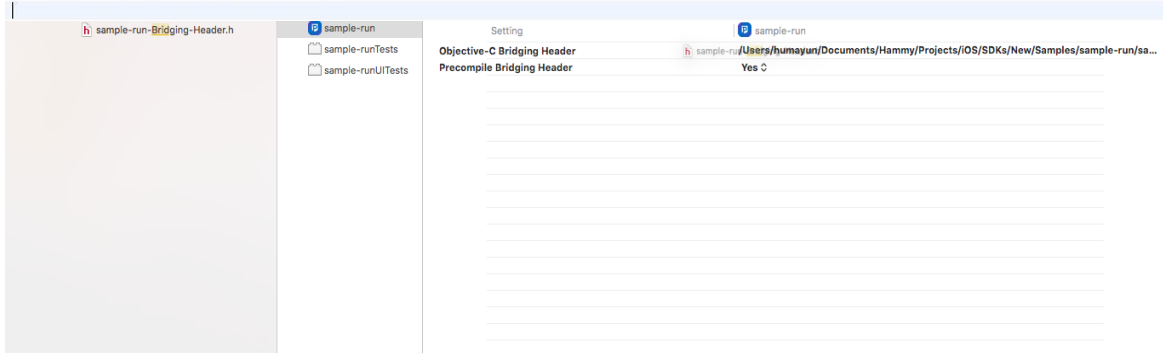 sample-run-Bridging-Header.h
sample-run
sample-runTests
sample-runUITests
Setting
sample-run
Objective-C Bridging Header
sample-ru
/Users/humayun/Documents/Hammy/Projects/iOS/SDKs/New/Samples/sample-run/sa...
Precompile Bridging Header
Yes